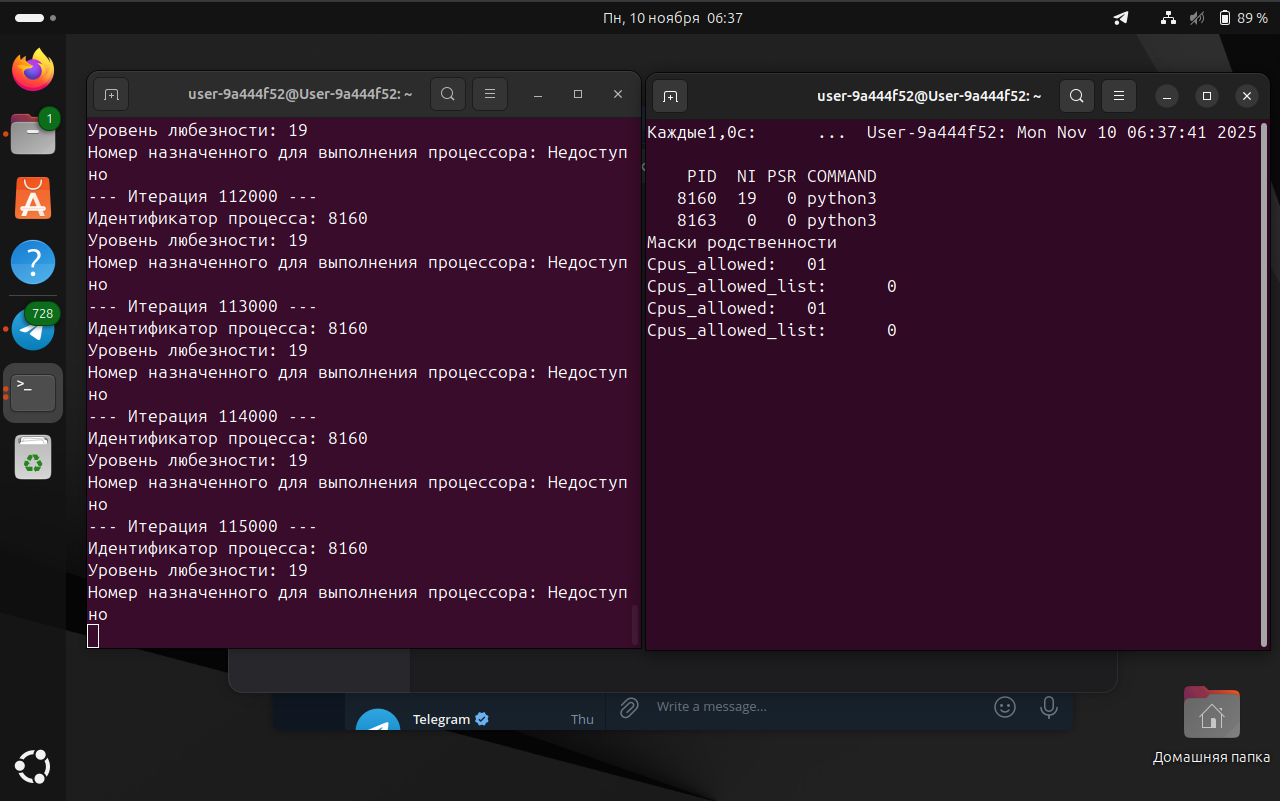 Пн, 10 ноября 06:37
89 %
1
728
user-9a444f52@User-9a444f52: ~
Уровень любезности: 19
Номер назначенного для выполнения процессора: Недоступ
но
--- Итерация 112000 ---
Идентификатор процесса: 8160
Уровень любезности: 19
Номер назначенного для выполнения процессора: Недоступ
но
--- Итерация 113000 ---
Идентификатор процесса: 8160
Уровень любезности: 19
Номер назначенного для выполнения процессора: Недоступ
но
--- Итерация 114000 ---
Идентификатор процесса: 8160
Уровень любезности: 19
Номер назначенного для выполнения процессора: Недоступ
но
--- Итерация 115000 ---
Идентификатор процесса: 8160
Уровень любезности: 19
Номер назначенного для выполнения процессора: Недоступ
но
user-9a444f52@User-9a444f52: ~
Каждые1,0с: ... User-9a444f52: Mon Nov 10 06:37:41 2025
PID NI PSR COMMAND
8160 19 0 python3
8163 0 0 python3
Маски родственности
Cpus_allowed: 01
Cpus_allowed_list: 0
Cpus_allowed: 01
Cpus_allowed_list: 0
Telegram
Thu
Write a message...
Домашняя папка